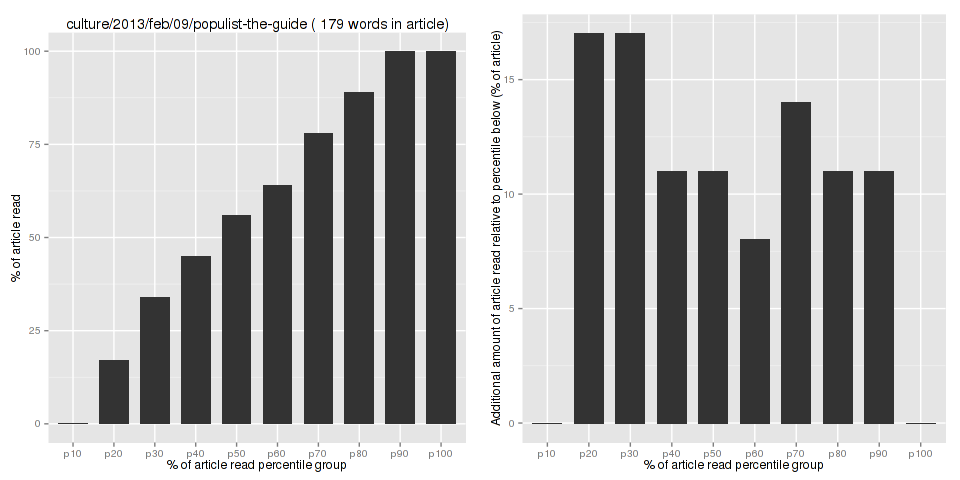 culture/2013/feb/09/populist-the-guide ( 179 words in article)
% of article read
100
75
50
25
0
p10 p20 p30 p40 p50 p60 p70 p80 p90 p100
% of article read percentile group
Additional amount of article read relative to percentile below (% of article)
15
10
5
0
p10 p20 p30 p40 p50 p60 p70 p80 p90 p100
% of article read percentile group